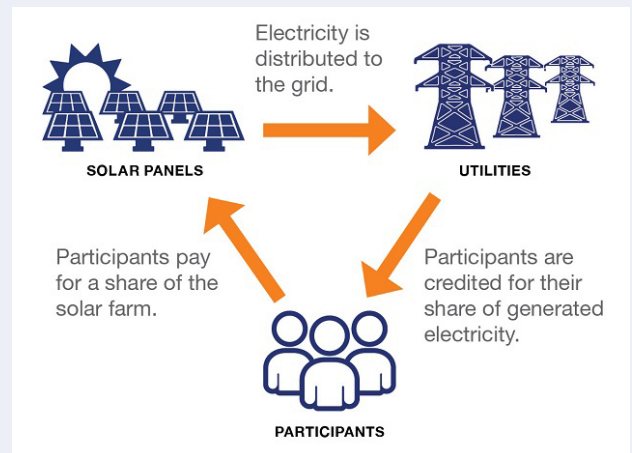 Electricity is
distributed to
the grid.
SOLAR PANELS
UTILITIES
Participants pay
for a share of the
solar farm.
Participants are
credited for their
share of generated
electricity.
PARTICIPANTS